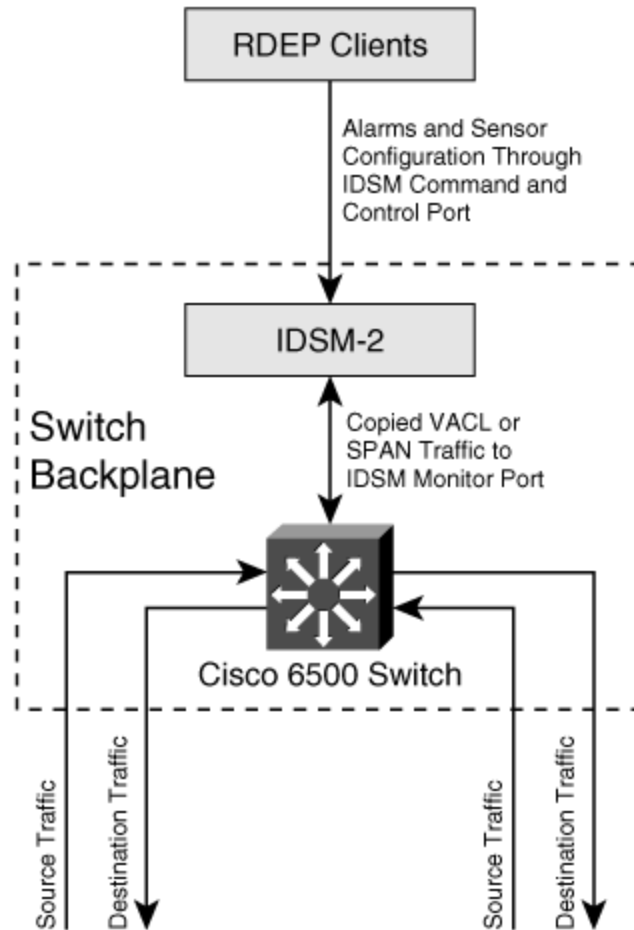 RDEP Clients
Alarms and Sensor
Configuration Through
IDSM Command and
Control Port
IDSM-2
Switch
Backplane
Copied VACL or
SPAN Traffic to
IDSM Monitor Port
Cisco 6500 Switch
Source Traffic
Destination Traffic
Source Traffic
Destination Traffic